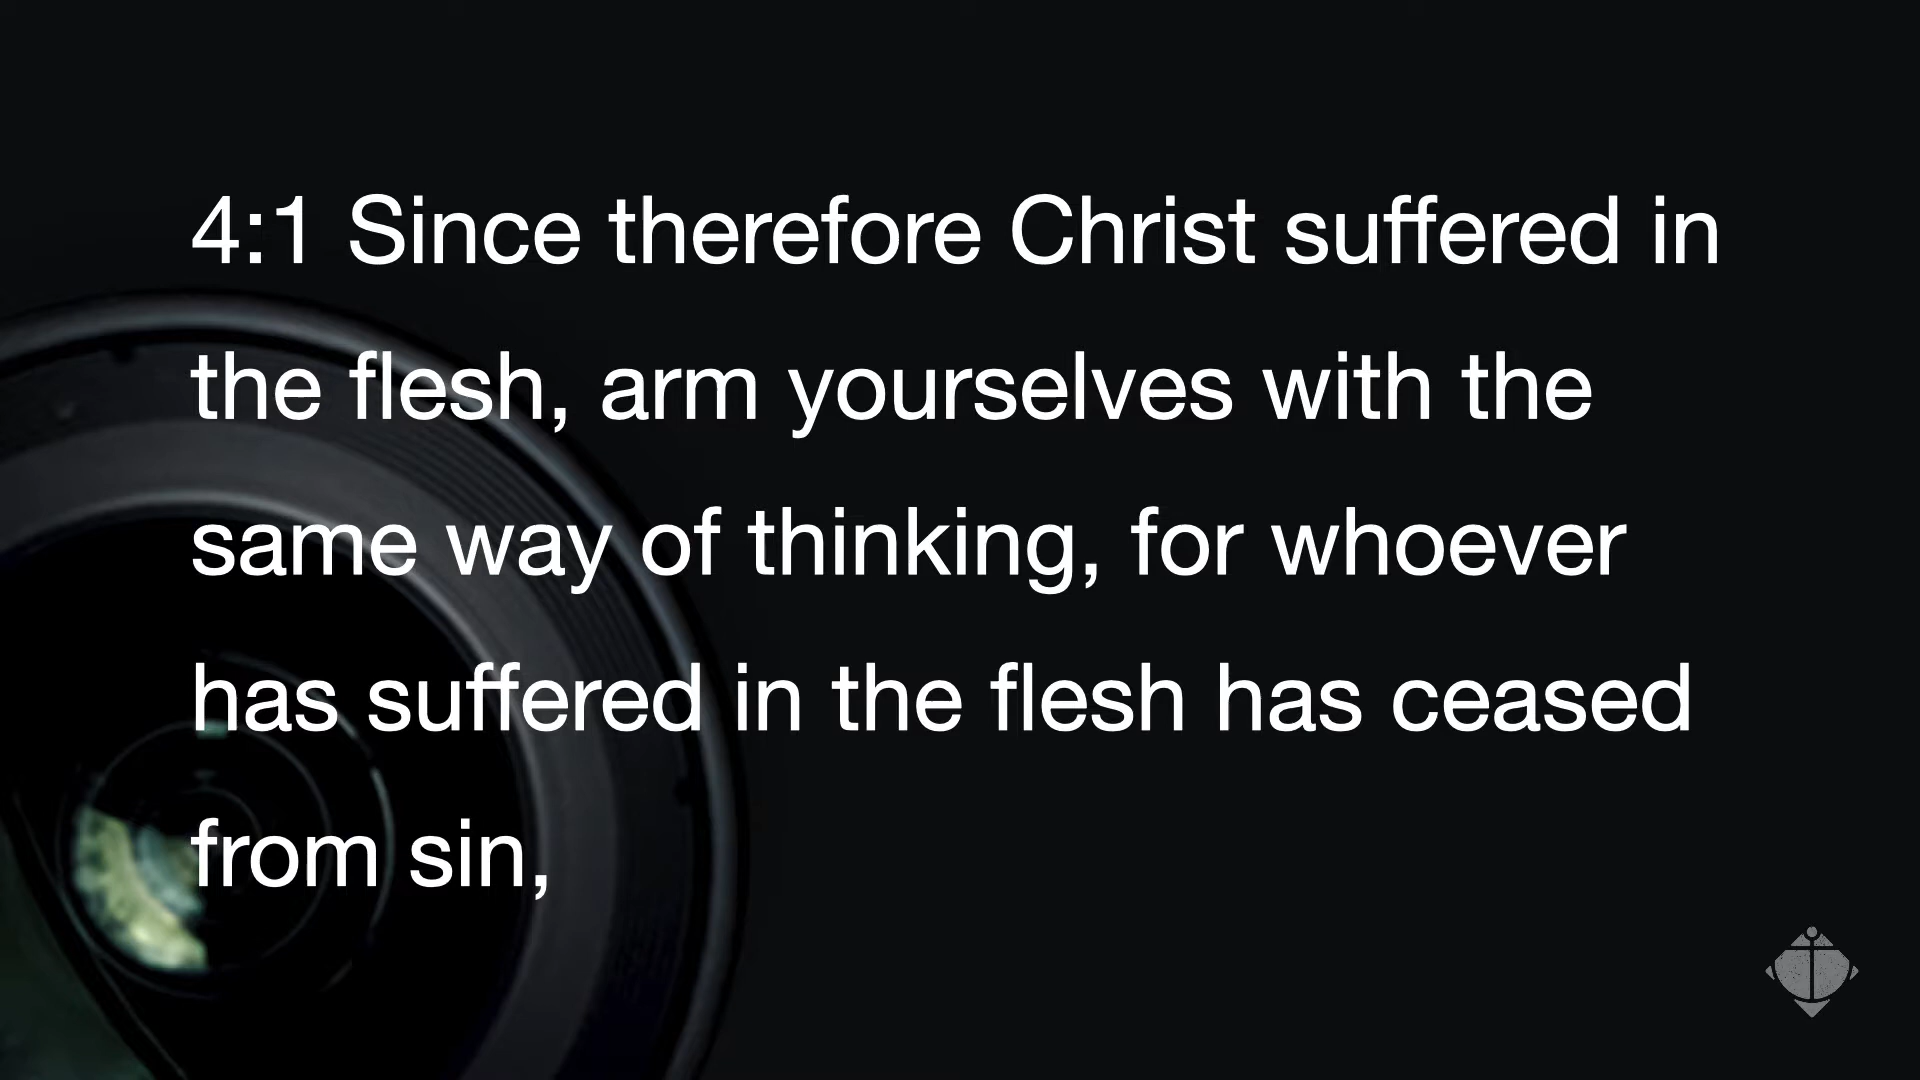 4:1 Since therefore Christ suffered in
the flesh, arm yourselves with the
same way of thinking, for whoever
has suffered in the flesh has ceased
from sin,